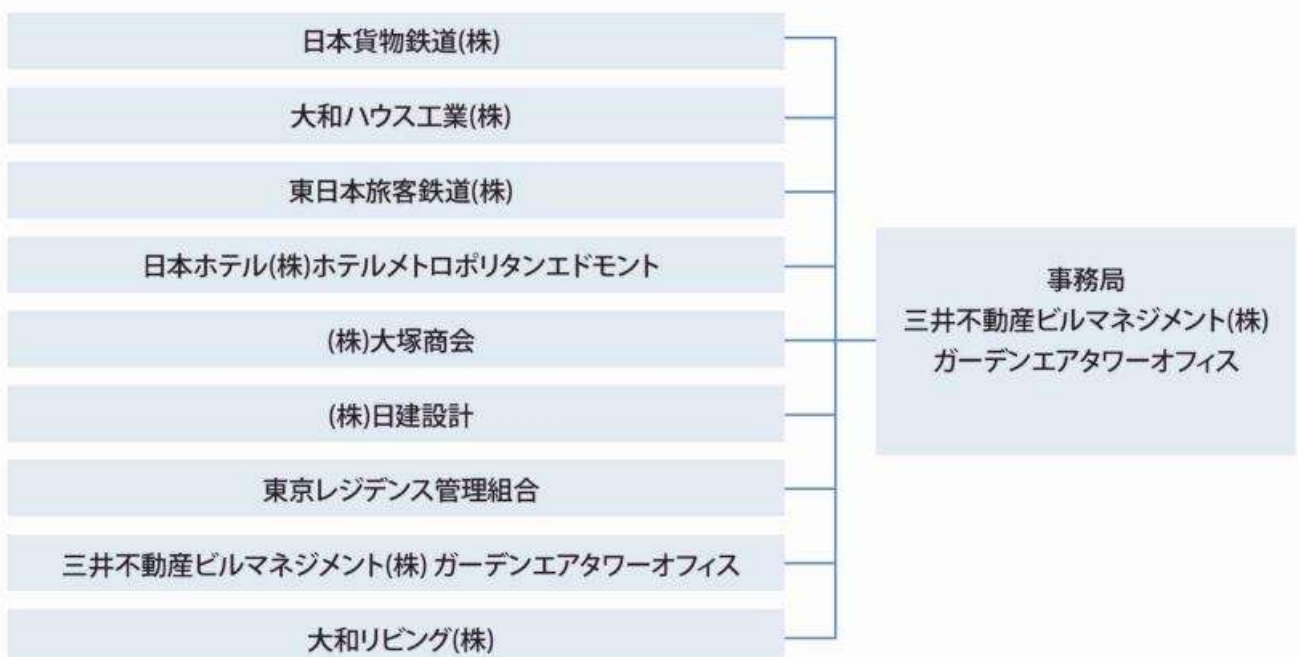 日本貨物鉄道(株)
大和ハウス工業(株)
東日本旅客鉄道(株)
日本ホテル(株)ホテルメトロポリタンエドモント
(株)大塚商会
(株)日建設計
東京レジデンス管理組合
三井不動産ビルマネジメント(株) ガーデンエアタワーオフィス
大和リビング(株)
事務局
三井不動産ビルマネジメント(株)
ガーデンエアタワーオフィス